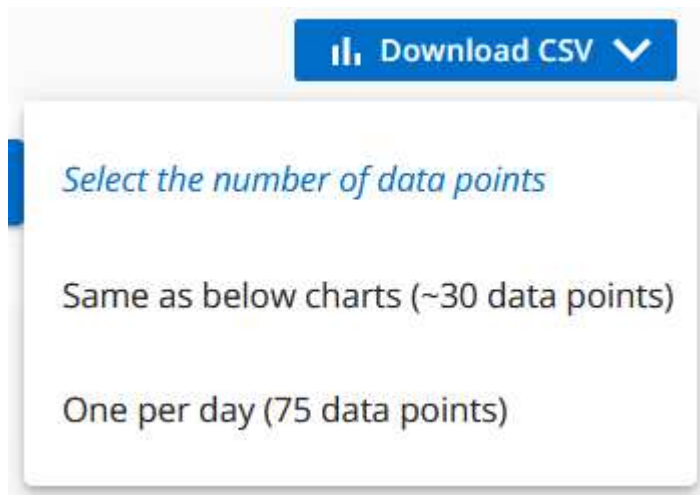 Download CSV
Select the number of data points
Same as below charts (~30 data points)
One per day (75 data points)